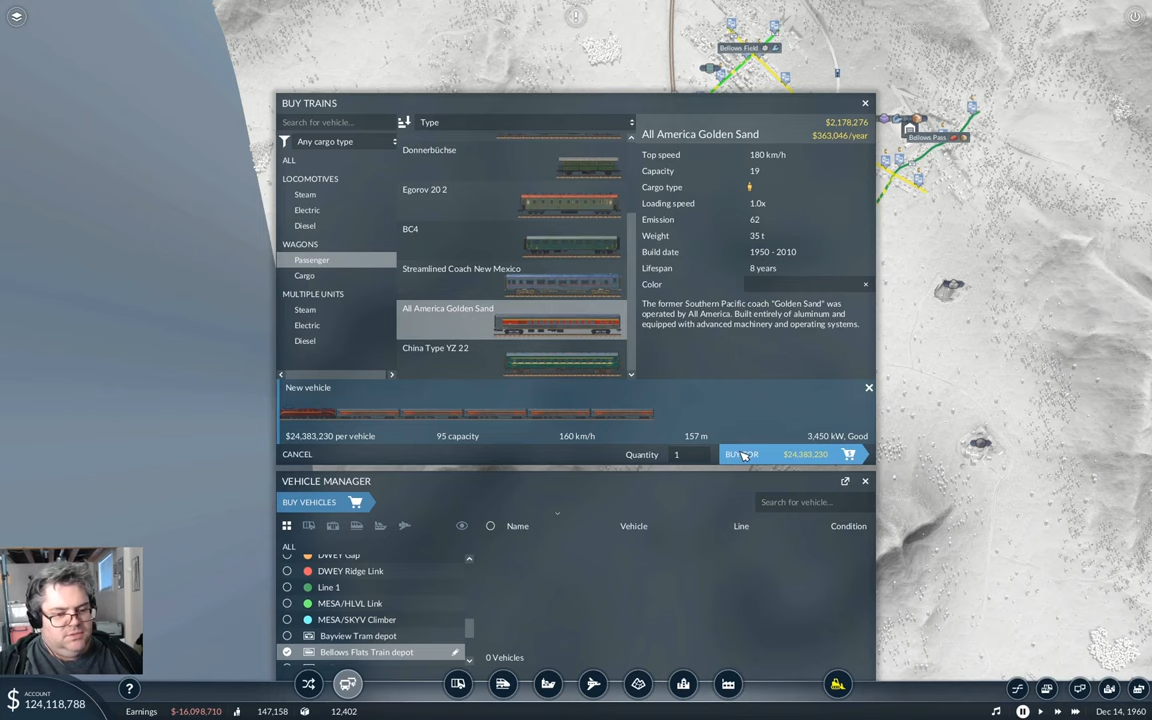 Bellows Field
Bellows Pass
BUY TRAINS
Search for vehicle...
Type
Any cargo type
ALL
LOCOMOTIVES
Steam
Electric
Diesel
WAGONS
Passenger
Cargo
MULTIPLE UNITS
Steam
Electric
Diesel
Donnerbüchse
Egorov 20 2
BC4
Streamlined Coach New Mexico
All America Golden Sand
China Type YZ 22
All America Golden Sand
$2,178,276
$363,046/year
Top speed 180 km/h
Capacity 19
Cargo type
Loading speed 1.0x
Emission 62
Weight 35 t
Build date 1950 - 2010
Lifespan 8 years
Color
The former Southern Pacific coach "Golden Sand" was
operated by All America. Built entirely of aluminum and
equipped with advanced machinery and operating systems.
New vehicle
$24,383,230 per vehicle 95 capacity 160 km/h 157 m 3,450 kW, Good
CANCEL Quantity 1 $24,383,230
VEHICLE MANAGER
BUY VEHICLES
Search for vehicle...
Name Vehicle Line Condition
ALL
DWEY Gap
DWEY Ridge Link
Line 1
MESA/HLVL Link
MESA/SKYV Climber
Bayview Tram depot
Bellows Flats Train depot
0 Vehicles
$ ACCOUNT
124,118,788
?
Earnings $-16,098,710 147,158 12,402
Dec 14, 1960